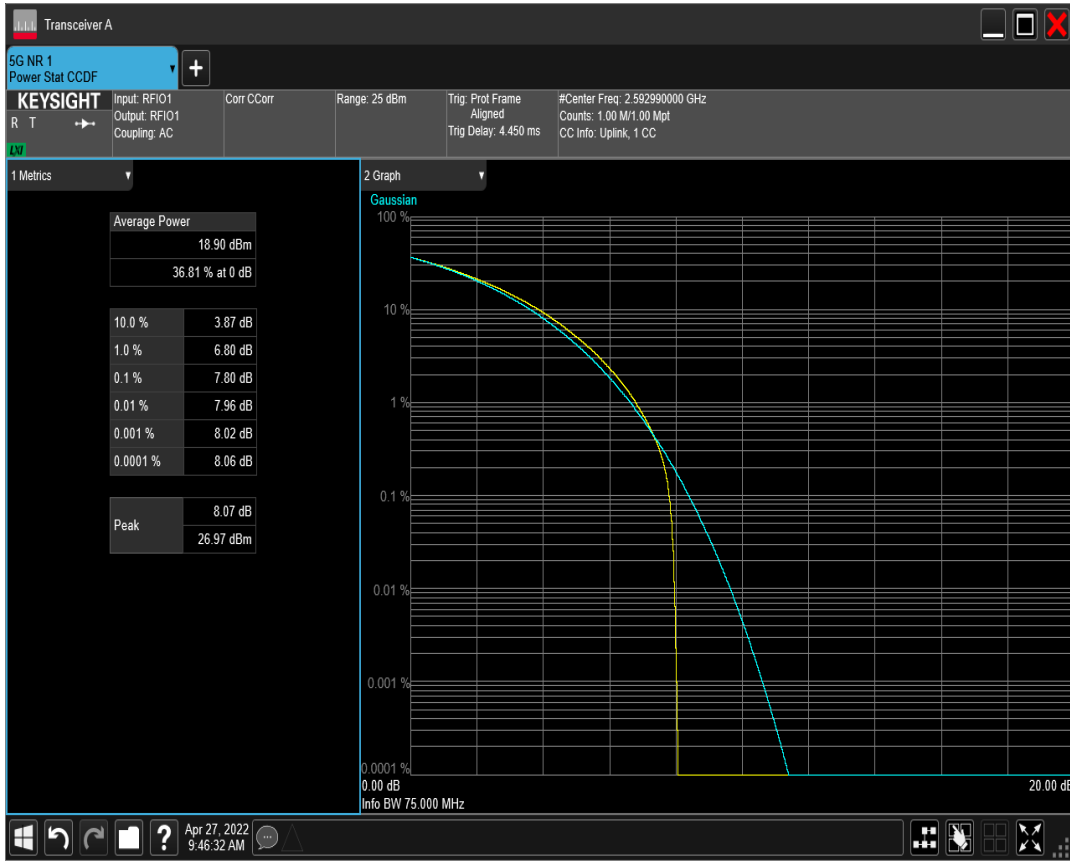 Transceiver A
5G NR 1
Power Stat CCDF
KEYSIGHT
R T
LXI
Input: RFIO1
Output: RFIO1
Coupling: AC
Corr CCorr
Range: 25 dBm
Trig: Prot Frame
Aligned
Trig Delay: 4.450 ms
#Center Freq: 2.592990000 GHz
Counts: 1.00 M/1.00 Mpt
CC Info: Uplink, 1 CC
1 Metrics
Average Power
18.90 dBm
36.81 % at 0 dB
10.0 % 3.87 dB
1.0 % 6.80 dB
0.1 % 7.80 dB
0.01 % 7.96 dB
0.001 % 8.02 dB
0.0001 % 8.06 dB
Peak
8.07 dB
26.97 dBm
2 Graph
Gaussian
100 %
10 %
1 %
0.1 %
0.01 %
0.001 %
0.0001 %
0.00 dB
20.00 dB
Info BW 75.000 MHz
Apr 27, 2022
9:46:32 AM